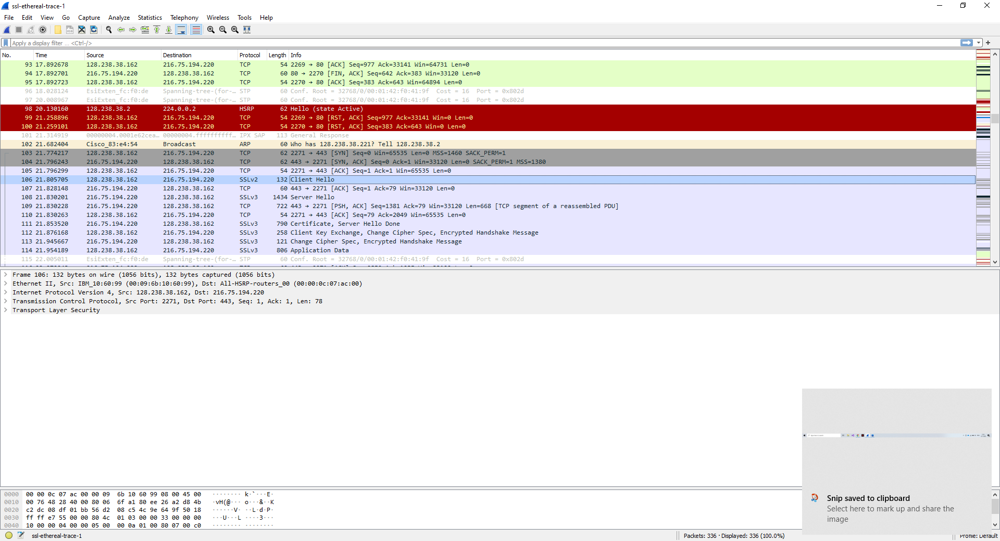 ssl-ethereal-trace-1
File Edit View Go Capture Analyze Statistics Telephony Wireless Tools Help
Apply a display filter ... <Ctrl-/>
No. Time Source Destination Protocol Length Info
93 17.892678 128.238.38.162 216.75.194.220 TCP 54 2269 → 80 [ACK] Seq=977 Ack=33141 Win=64731 Len=0
94 17.892701 216.75.194.220 128.238.38.162 TCP 60 80 → 2270 [FIN, ACK] Seq=642 Ack=383 Win=33120 Len=0
95 17.892723 128.238.38.162 216.75.194.220 TCP 54 2270 → 80 [ACK] Seq=383 Ack=643 Win=64894 Len=0
96 18.028124 EsiExten_fc:f0:de Spanning-tree-(for-… STP 60 Conf. Root = 32768/0/00:01:42:f0:41:9f Cost = 16 Port = 0x802d
97 20.008967 EsiExten_fc:f0:de Spanning-tree-(for-… STP 60 Conf. Root = 32768/0/00:01:42:f0:41:9f Cost = 16 Port = 0x802d
98 20.130160 128.238.38.2 224.0.0.2 HSRP 62 Hello (state Active)
99 21.258896 128.238.38.162 216.75.194.220 TCP 54 2269 → 80 [RST, ACK] Seq=977 Ack=33141 Win=0 Len=0
100 21.259101 128.238.38.162 216.75.194.220 TCP 54 2270 → 80 [RST, ACK] Seq=383 Ack=643 Win=0 Len=0
101 21.314919 00000004.0001e62cea… 00000004.ffffffffff… IPX SAP 113 General Response
102 21.682404 Cisco_83:e4:54 Broadcast ARP 60 Who has 128.238.38.221? Tell 128.238.38.2
103 21.774217 128.238.38.162 216.75.194.220 TCP 62 2271 → 443 [SYN] Seq=0 Win=65535 Len=0 MSS=1460 SACK_PERM=1
104 21.796243 216.75.194.220 128.238.38.162 TCP 62 443 → 2271 [SYN, ACK] Seq=0 Ack=1 Win=33120 Len=0 SACK_PERM=1 MSS=1380
105 21.796299 128.238.38.162 216.75.194.220 TCP 54 2271 → 443 [ACK] Seq=1 Ack=1 Win=65535 Len=0
106 21.805705 128.238.38.162 216.75.194.220 SSLv2 132 Client Hello
107 21.828148 216.75.194.220 128.238.38.162 TCP 60 443 → 2271 [ACK] Seq=1 Ack=79 Win=33120 Len=0
108 21.830201 216.75.194.220 128.238.38.162 SSLv3 1434 Server Hello
109 21.830228 216.75.194.220 128.238.38.162 TCP 722 443 → 2271 [PSH, ACK] Seq=1381 Ack=79 Win=33120 Len=668 [TCP segment of a reassembled PDU]
110 21.830263 128.238.38.162 216.75.194.220 TCP 54 2271 → 443 [ACK] Seq=79 Ack=2049 Win=65535 Len=0
111 21.853520 216.75.194.220 128.238.38.162 SSLv3 790 Certificate, Server Hello Done
112 21.876168 128.238.38.162 216.75.194.220 SSLv3 258 Client Key Exchange, Change Cipher Spec, Encrypted Handshake Message
113 21.945667 216.75.194.220 128.238.38.162 SSLv3 121 Change Cipher Spec, Encrypted Handshake Message
114 21.954189 128.238.38.162 216.75.194.220 SSLv3 806 Application Data
115 22.005011 EsiExten_fc:f0:de Spanning-tree-(for-… STP 60 Conf. Root = 32768/0/00:01:42:f0:41:9f Cost = 16 Port = 0x802d
Frame 106: 132 bytes on wire (1056 bits), 132 bytes captured (1056 bits)
Ethernet II, Src: IBM_10:60:99 (00:09:6b:10:60:99), Dst: All-HSRP-routers_00 (00:00:0c:07:ac:00)
Internet Protocol Version 4, Src: 128.238.38.162, Dst: 216.75.194.220
Transmission Control Protocol, Src Port: 2271, Dst Port: 443, Seq: 1, Ack: 1, Len: 78
Transport Layer Security
0000 00 00 0c 07 ac 00 00 09 6b 10 60 99 08 00 45 00 ········ k·`···E·
0010 00 76 48 28 40 00 80 06 6f a1 80 ee 26 a2 d8 4b ·vH(@··· o···&··K
0020 c2 dc 08 df 01 bb 56 d2 08 c5 4c 9e 64 9f 50 18 ······V· ··L·d·P·
0030 ff ff e7 55 00 00 80 4c 01 03 00 00 33 00 00 00 ···U···L ····3···
0040 10 00 00 04 00 00 05 00 00 0a 01 00 80 07 00 c0 ········ ········
Snip saved to clipboard
Select here to mark up and share the
image
ssl-ethereal-trace-1
Packets: 336 · Displayed: 336 (100.0%)
Profile: Default